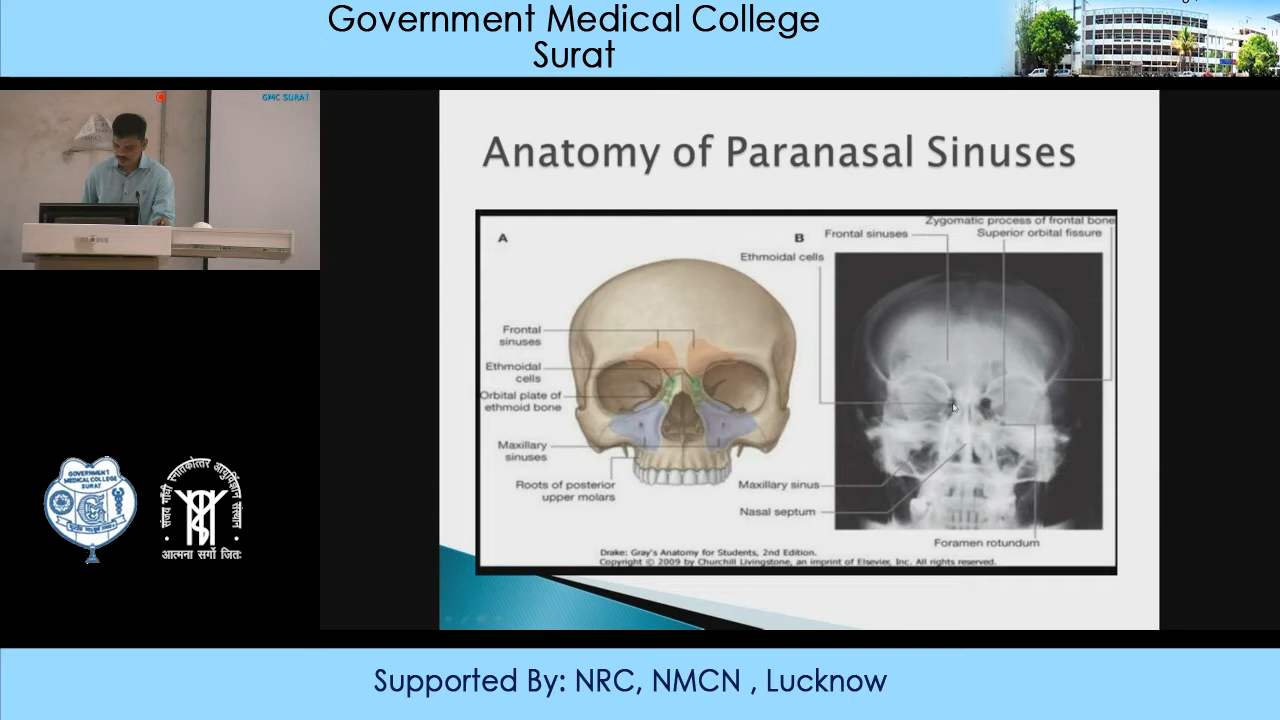 Government Medical College
Surat
GMC SURAT
Anatomy of Paranasal Sinuses
A
B
Zygomatic process of frontal bone
Frontal sinuses
Superior orbital fissure
Ethmoidal cells
Frontal
sinuses
Ethmoidal
cells
Orbital plate of
ethmoid bone
Maxillary
sinuses
Roots of posterior
upper molars
Maxillary sinus
Nasal septum
Foramen rotundum
Drake: Gray's Anatomy for Students, 2nd Edition.
Copyright © 2009 by Churchill Livingstone, an imprint of Elsevier, Inc. All rights reserved.
GOVERNMENT
MEDICAL COLLEGE
SURAT
संजय गाँधी स्नातकोत्तर आयुर्विज्ञान संस्थान
आत्मना सर्गो जितः
Supported By: NRC, NMCN , Lucknow